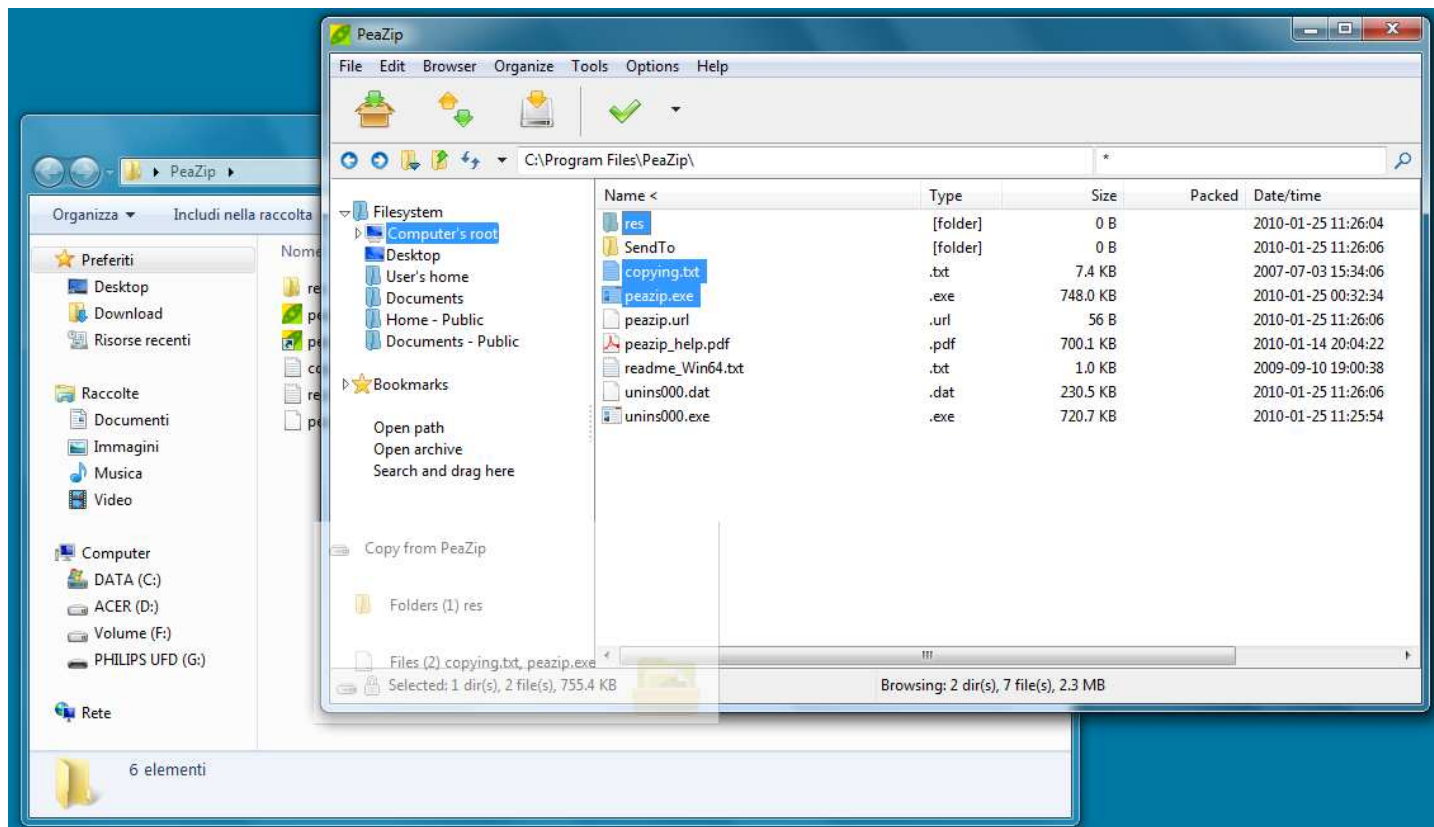 PeaZip
File Edit Browser Organize Tools Options Help
C:\Program Files\PeaZip\ *
Filesystem
Computer's root
Desktop
User's home
Documents
Home - Public
Documents - Public
Bookmarks
Open path
Open archive
Search and drag here
Name < Type Size Packed Date/time
res [folder] 0 B 2010-01-25 11:26:04
SendTo [folder] 0 B 2010-01-25 11:26:06
copying.txt .txt 7.4 KB 2007-07-03 15:34:06
peazip.exe .exe 748.0 KB 2010-01-25 00:32:34
peazip.url .url 56 B 2010-01-25 11:26:06
peazip_help.pdf .pdf 700.1 KB 2010-01-14 20:04:22
readme_Win64.txt .txt 1.0 KB 2009-09-10 19:00:38
unins000.dat .dat 230.5 KB 2010-01-25 11:26:06
unins000.exe .exe 720.7 KB 2010-01-25 11:25:54
Copy from PeaZip
Folders (1) res
Files (2) copying.txt, peazip.exe
Selected: 1 dir(s), 2 file(s), 755.4 KB
Browsing: 2 dir(s), 7 file(s), 2.3 MB
PeaZip
Organizza Includi nella raccolta
Preferiti
Desktop
Download
Risorse recenti
Raccolte
Documenti
Immagini
Musica
Video
Computer
DATA (C:)
ACER (D:)
Volume (F:)
PHILIPS UFD (G:)
Rete
Nome
re
pe
pe
co
re
pe
6 elementi